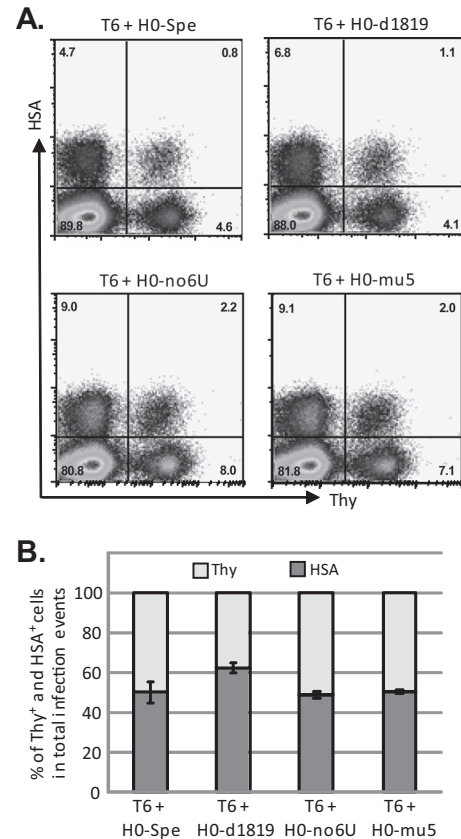 A.
T6 + H0-Spe
T6 + H0-d1819
4.7
0.8
6.8
1.1
HSA
89.8
4.6
88.0
4.1
T6 + H0-no6U
T6 + H0-mu5
9.0
2.2
9.1
2.0
80.8
8.0
81.8
7.1
Thy
B.
Thy
HSA
% of Thy+ and HSA+ cells
in total infection events
100
80
60
40
20
0
T6 +
H0-Spe
T6 +
H0-d1819
T6 +
H0-no6U
T6 +
H0-mu5